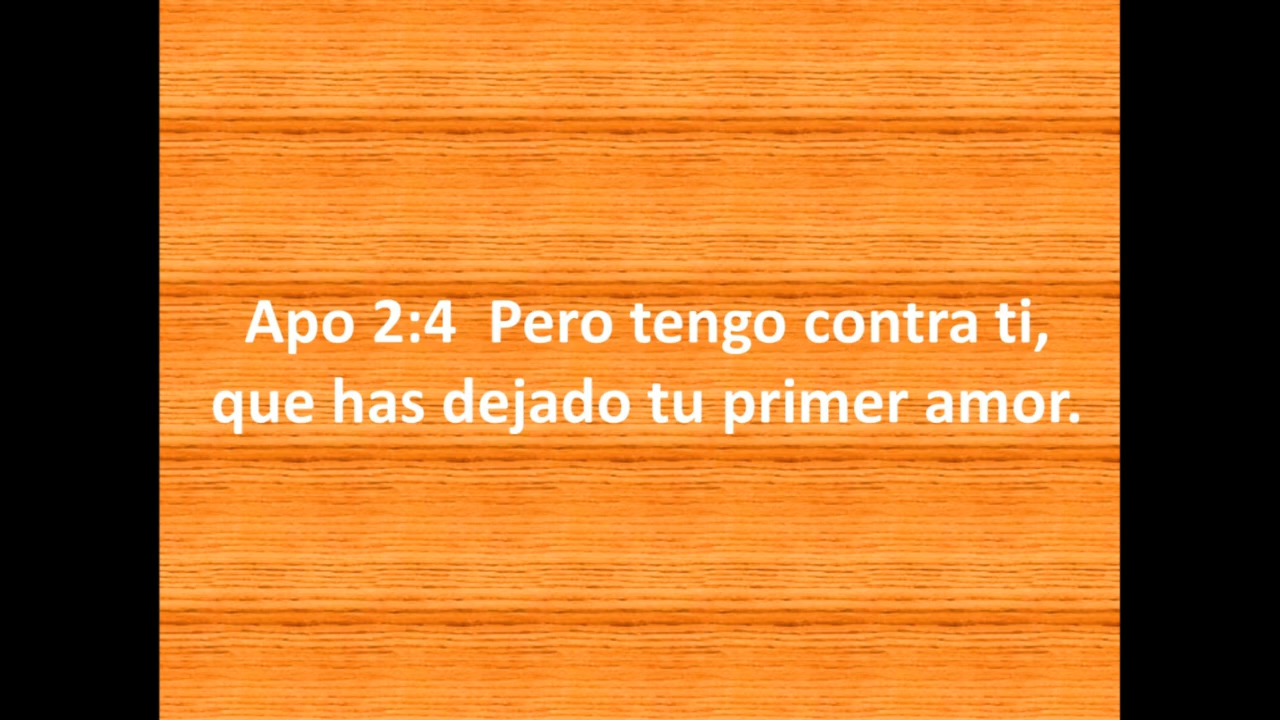 Apo 2:4  Pero tengo contra ti,
que has dejado tu primer amor.